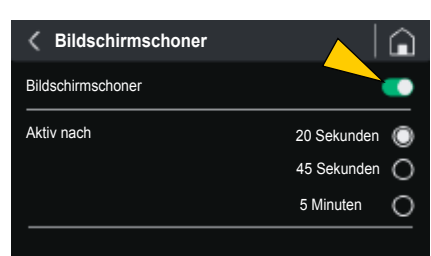 Bildschirmschoner
Bildschirmschoner
Aktiv nach
20 Sekunden
45 Sekunden
5 Minuten